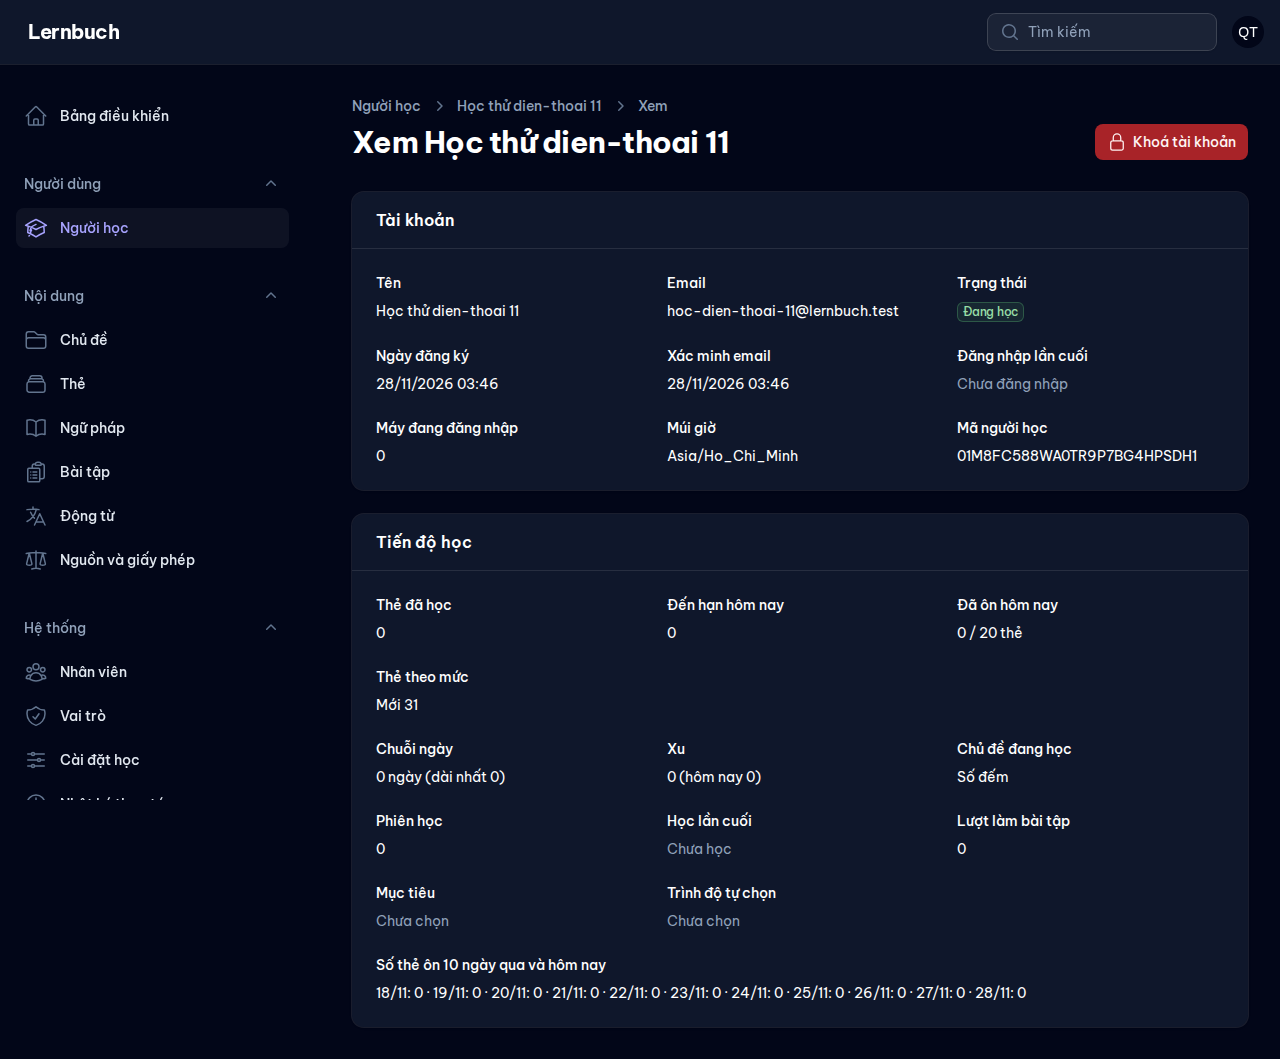 Lernbuch
Tìm kiếm
QT
Bảng điều khiển
Người dùng
Người học
Nội dung
Chủ đề
Thẻ
Ngữ pháp
Bài tập
Động từ
Nguồn và giấy phép
Hệ thống
Nhân viên
Vai trò
Cài đặt học
Người học > Học thử dien-thoai 11 > Xem
Xem Học thử dien-thoai 11
Khoá tài khoản
Tài khoản
Tên Email Trạng thái
Học thử dien-thoai 11 hoc-dien-thoai-11@lernbuch.test Đang học
Ngày đăng ký Xác minh email Đăng nhập lần cuối
28/11/2026 03:46 28/11/2026 03:46 Chưa đăng nhập
Máy đang đăng nhập Múi giờ Mã người học
0 Asia/Ho_Chi_Minh 01M8FC588WA0TR9P7BG4HPSDH1
Tiến độ học
Thẻ đã học Đến hạn hôm nay Đã ôn hôm nay
0 0 0 / 20 thẻ
Thẻ theo mức
Mới 31
Chuỗi ngày Xu Chủ đề đang học
0 ngày (dài nhất 0) 0 (hôm nay 0) Số đếm
Phiên học Học lần cuối Lượt làm bài tập
0 Chưa học 0
Mục tiêu Trình độ tự chọn
Chưa chọn Chưa chọn
Số thẻ ôn 10 ngày qua và hôm nay
18/11: 0 · 19/11: 0 · 20/11: 0 · 21/11: 0 · 22/11: 0 · 23/11: 0 · 24/11: 0 · 25/11: 0 · 26/11: 0 · 27/11: 0 · 28/11: 0